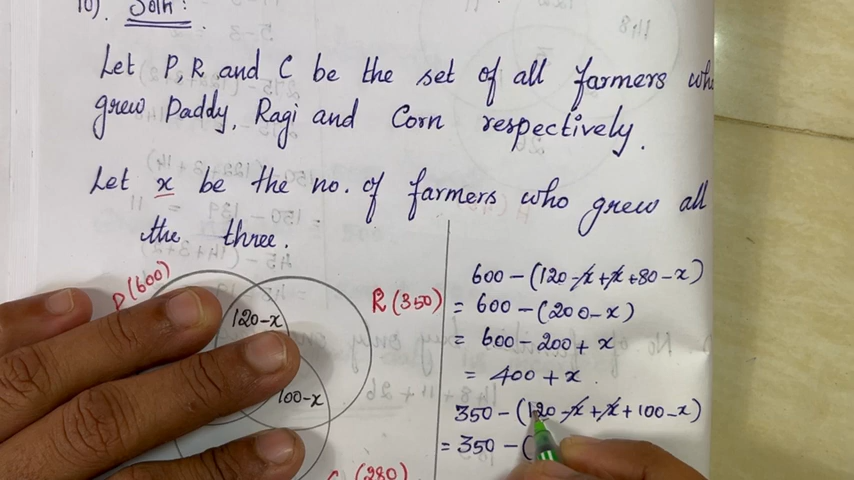 10). Soln:
Let P, R and C be the set of all farmers who
grew Paddy, Ragi and Corn respectively.
Let x be the no. of farmers who grew all
the three.
P(600)
R(350)
120-x
100-x
C(280)
600-(120-x+x+80-x)
= 600-(200-x)
= 600-200+x
= 400+x
350-(120-x+x+100-x)
= 350-(